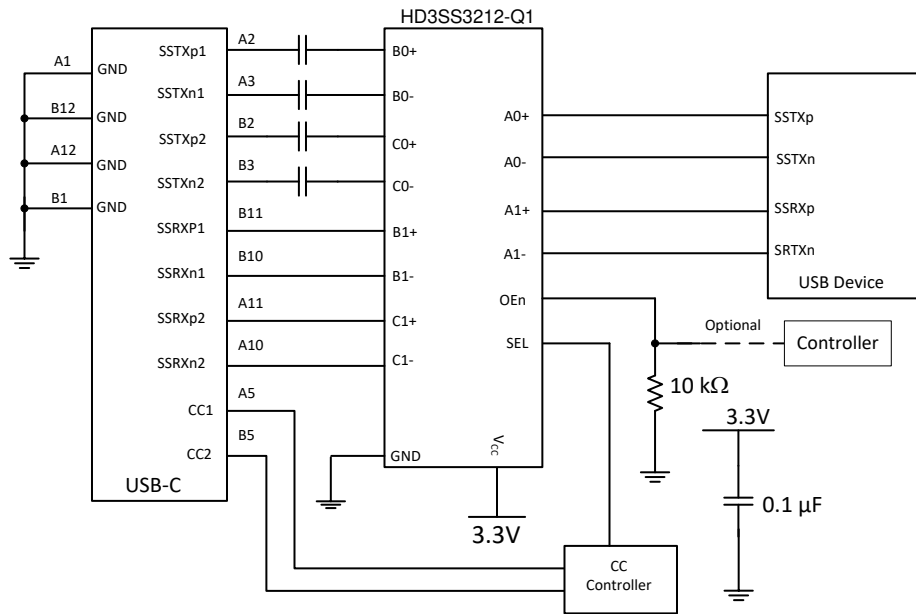 HD3SS3212-Q1
A1
GND
B12
GND
A12
GND
B1
GND
SSTXp1
SSTXn1
SSTXp2
SSTXn2
SSRXP1
SSRXn1
SSRXp2
SSRXn2
CC1
CC2
USB-C
A2
A3
B2
B3
B11
B10
A11
A10
A5
B5
B0+
B0-
C0+
C0-
B1+
B1-
C1+
C1-
GND
A0+
A0-
A1+
A1-
OEn
SEL
VCC
3.3V
SSTXp
SSTXn
SSRXp
SRTXn
USB Device
Optional
Controller
10 kΩ
3.3V
0.1 µF
CC
Controller